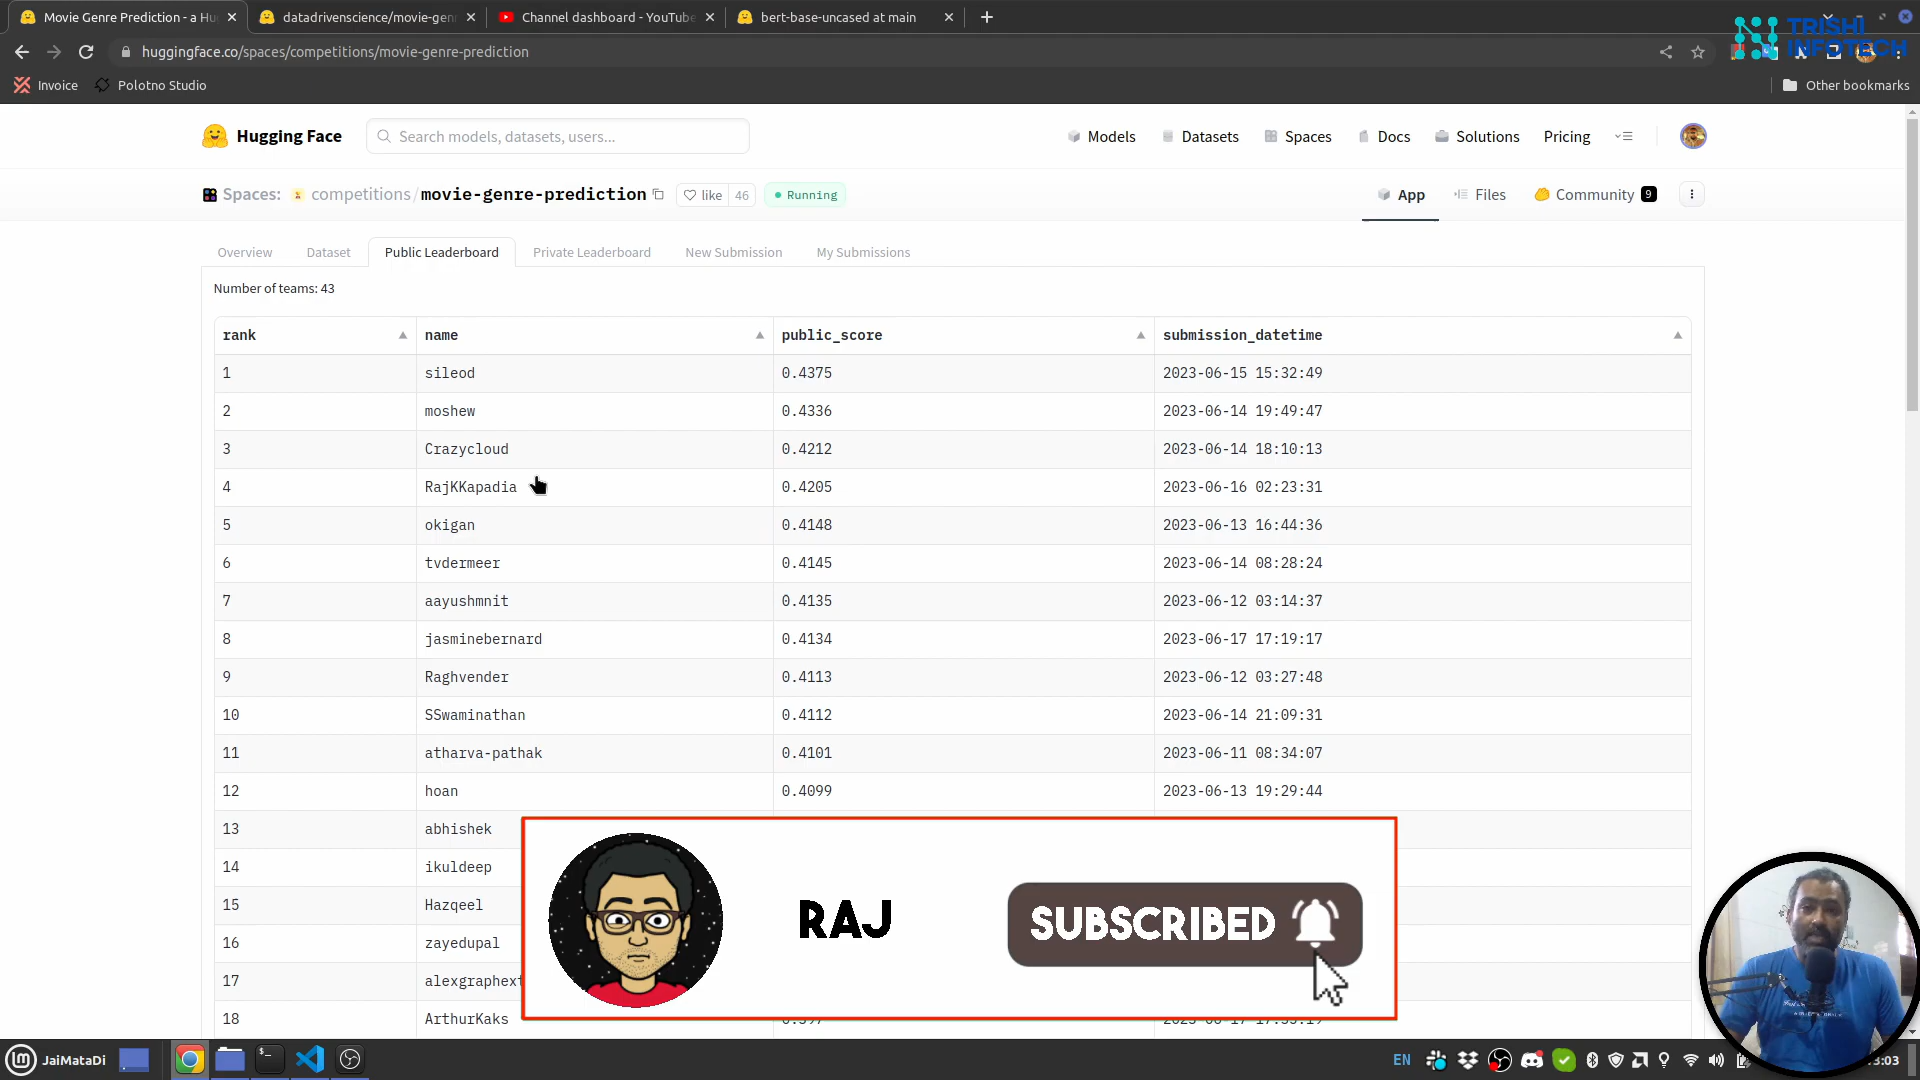 Movie Genre Prediction - a Hu
datadrivenscience/movie-genr
Channel dashboard - YouTube
bert-base-uncased at main
TRISHI
INFOTECH
huggingface.co/spaces/competitions/movie-genre-prediction
Invoice
Polotno Studio
Other bookmarks
Hugging Face
Search models, datasets, users...
Models
Datasets
Spaces
Docs
Solutions
Pricing
Spaces: competitions/movie-genre-prediction
like 46
Running
App
Files
Community 9
Overview
Dataset
Public Leaderboard
Private Leaderboard
New Submission
My Submissions
Number of teams: 43
rank name public_score submission_datetime
1 sileod 0.4375 2023-06-15 15:32:49
2 moshew 0.4336 2023-06-14 19:49:47
3 Crazycloud 0.4212 2023-06-14 18:10:13
4 RajKKapadia 0.4205 2023-06-16 02:23:31
5 okigan 0.4148 2023-06-13 16:44:36
6 tvdermeer 0.4145 2023-06-14 08:28:24
7 aayushmnit 0.4135 2023-06-12 03:14:37
8 jasminebernard 0.4134 2023-06-17 17:19:17
9 Raghvender 0.4113 2023-06-12 03:27:48
10 SSwaminathan 0.4112 2023-06-14 21:09:31
11 atharva-pathak 0.4101 2023-06-11 08:34:07
12 hoan 0.4099 2023-06-13 19:29:44
13 abhishek
14 ikuldeep
15 Hazqeel
16 zayedupal
17 alexgraphext
18 ArthurKaks
RAJ
SUBSCRIBED
JaiMataDi
EN
3:03